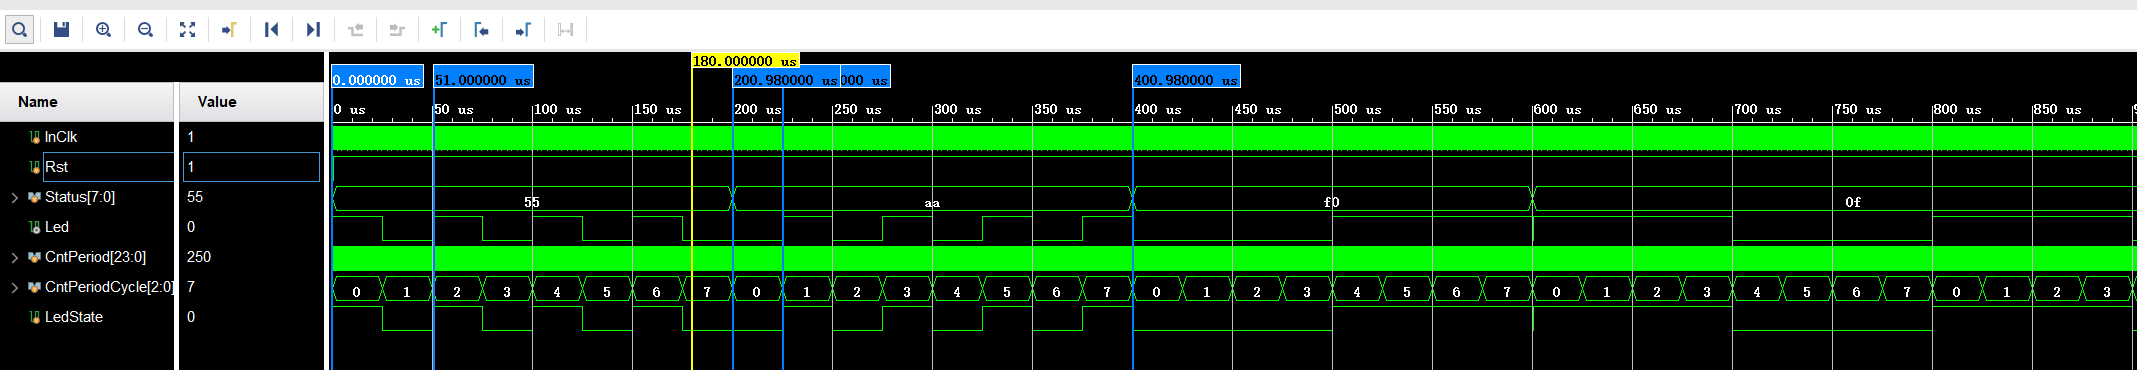 180.000000 us
0.000000 us 51.000000 us 200.980000 us 000 us 400.980000 us
Name Value
0 us 50 us 100 us 150 us 200 us 250 us 300 us 350 us 400 us 450 us 500 us 550 us 600 us 650 us 700 us 750 us 800 us 850 us 9
InClk 1
Rst 1
Status[7:0] 55 55 aa f0 0f
Led 0
CntPeriod[23:0] 250
CntPeriodCycle[2:0] 7 0 1 2 3 4 5 6 7 0 1 2 3 4 5 6 7 0 1 2 3 4 5 6 7 0 1 2 3 4 5 6 7 0 1 2 3
LedState 0